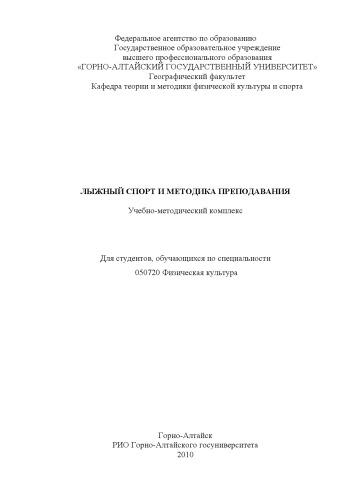 Федеральное агентство по образованию
Государственное образовательное учреждение
высшего профессионального образования
«ГОРНО-АЛТАЙСКИЙ ГОСУДАРСТВЕННЫЙ УНИВЕРСИТЕТ»
Географический факультет
Кафедра теории и методики физической культуры и спорта
ЛЫЖНЫЙ СПОРТ И МЕТОДИКА ПРЕПОДАВАНИЯ
Учебно-методический комплекс
Для студентов, обучающихся по специальности
050720 Физическая культура
Горно-Алтайск
РИО Горно-Алтайского госуниверситета
2010